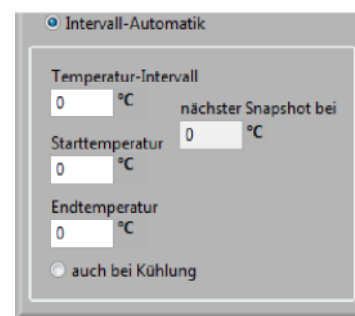 Intervall-Automatik
Temperatur-Intervall
0 °C
nächster Snapshot bei
0 °C
Starttemperatur
0 °C
Endtemperatur
0 °C
auch bei Kühlung